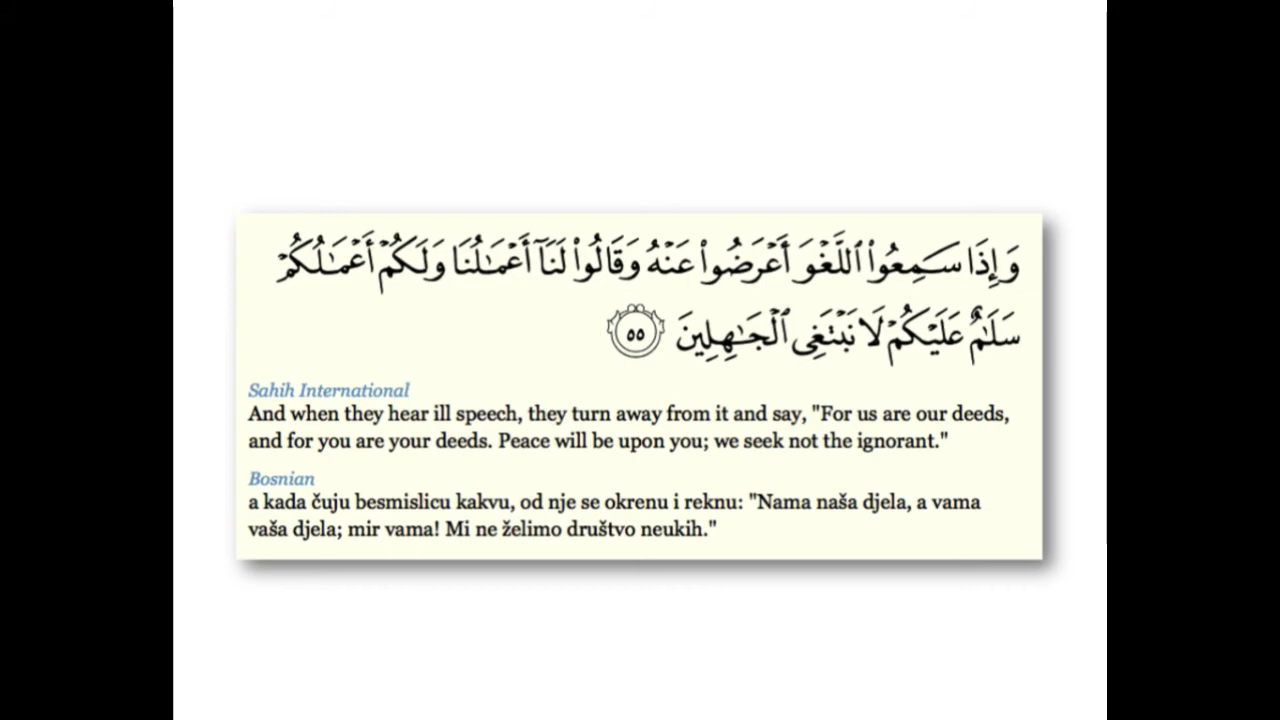 وَإِذَا سَمِعُوا۟ ٱللَّغْوَ أَعْرَضُوا۟ عَنْهُ وَقَالُوا۟ لَنَآ أَعْمَـٰلُنَا وَلَكُمْ أَعْمَـٰلُكُمْ
سَلَـٰمٌ عَلَيْكُمْ لَا نَبْتَغِى ٱلْجَـٰهِلِينَ ٥٥
Sahih International
And when they hear ill speech, they turn away from it and say, "For us are our deeds,
and for you are your deeds. Peace will be upon you; we seek not the ignorant."
Bosnian
a kada čuju besmislicu kakvu, od nje se okrenu i reknu: "Nama naša djela, a vama
vaša djela; mir vama! Mi ne želimo društvo neukih."